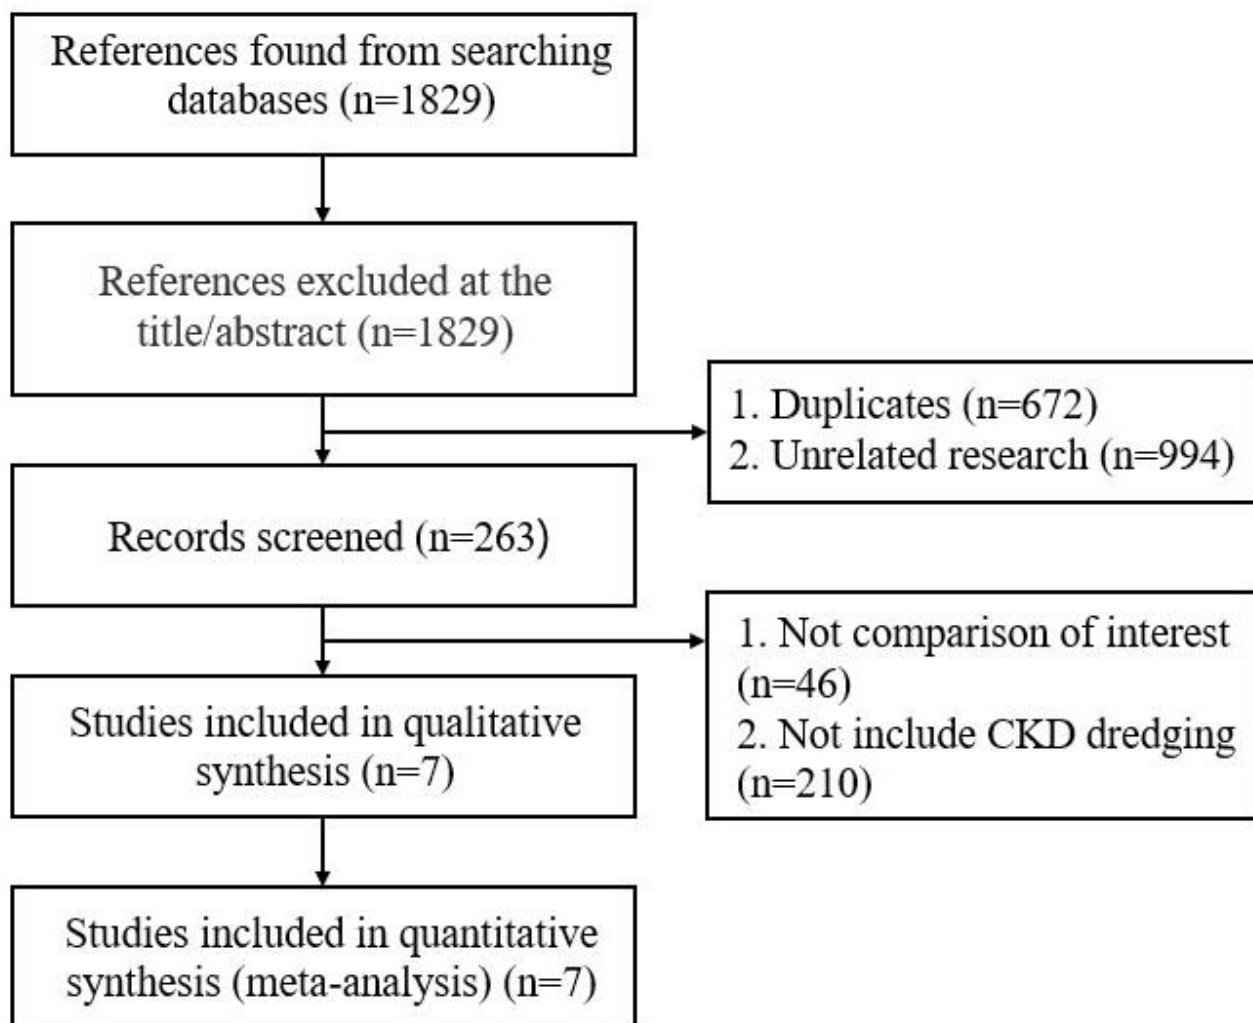 References found from searching
databases (n=1829)
References excluded at the
title/abstract (n=1829)
1. Duplicates (n=672)
2. Unrelated research (n=994)
Records screened (n=263)
1. Not comparison of interest
(n=46)
2. Not include CKD dredging
(n=210)
Studies included in qualitative
synthesis (n=7)
Studies included in quantitative
synthesis (meta-analysis) (n=7)